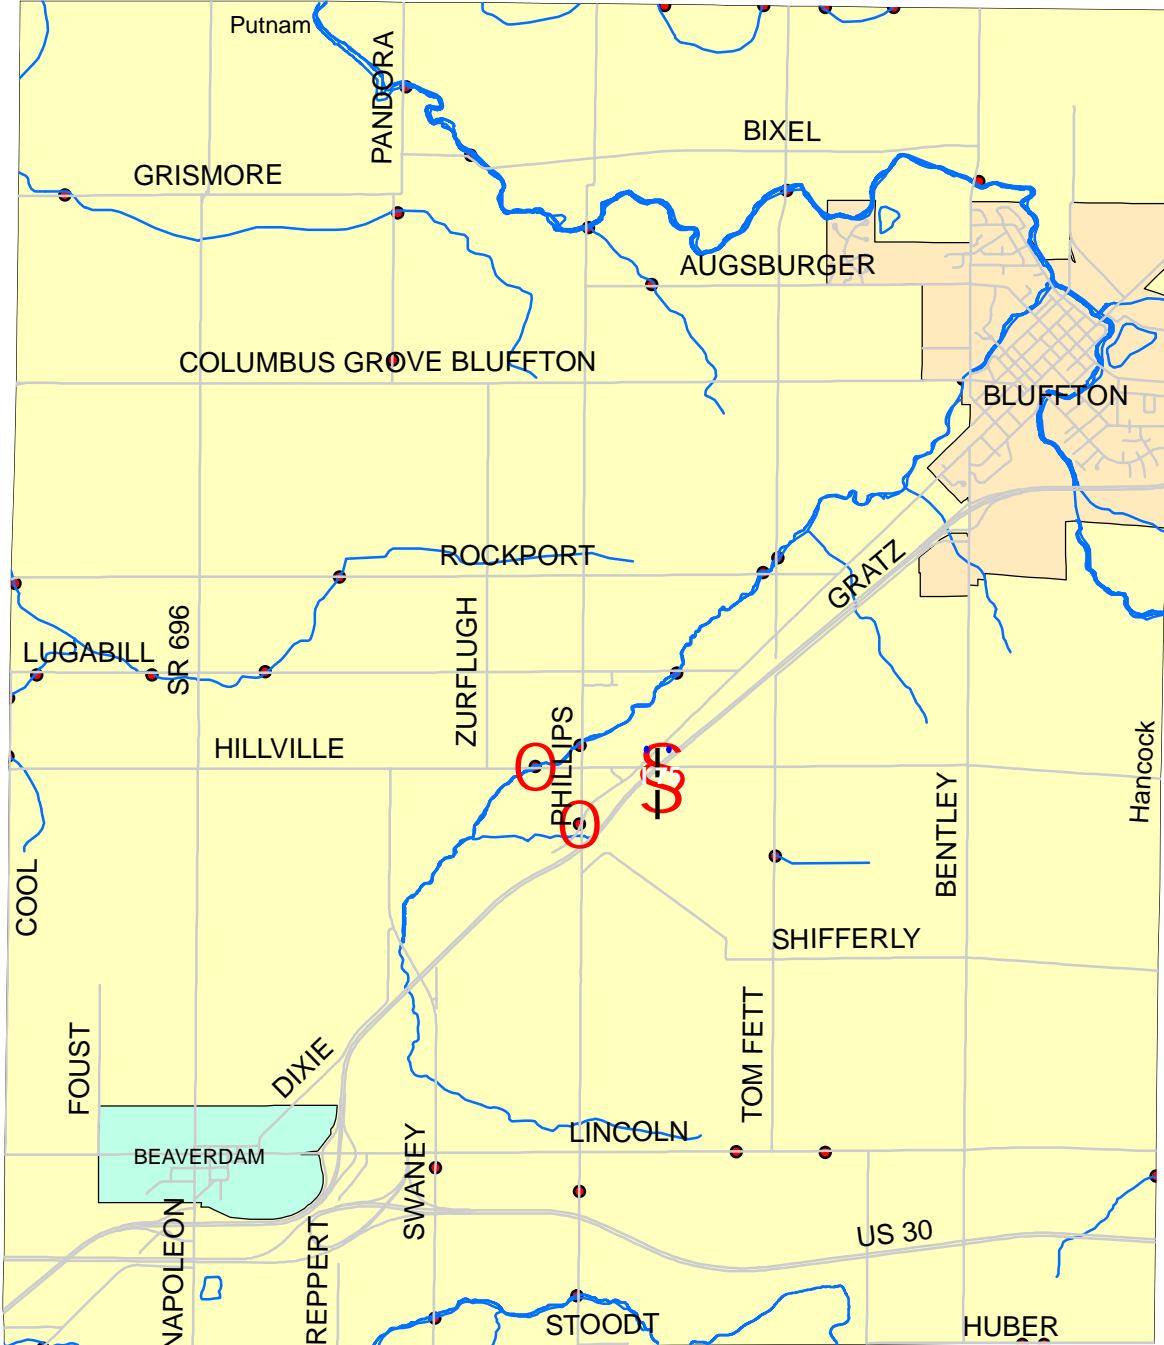 Putnam
PANDORA
BIXEL
GRISMORE
AUGSBURGER
COLUMBUS GROVE BLUFFTON
BLUFFTON
ROCKPORT
GRATZ
ZURFLUGH
SR 696
LUGABILL
PHILLIPS
HILLVILLE
Hancock
BENTLEY
COOL
SHIFFERLY
TOM FETT
FOUST
DIXIE
LINCOLN
BEAVERDAM
SWANEY
NAPOLEON
REPPERT
US 30
STOODT
HUBER